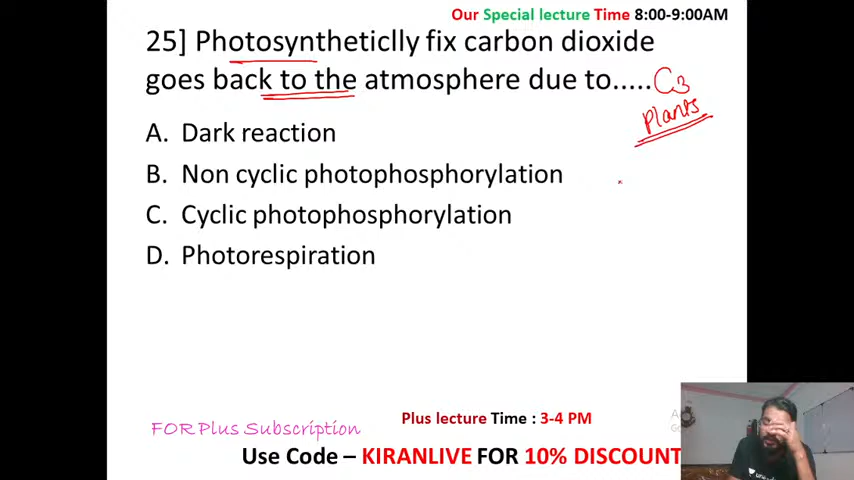 Our Special lecture Time 8:00-9:00AM
25] Photosyntheticlly fix carbon dioxide
goes back to the atmosphere due to..... C3
Plants
A. Dark reaction
B. Non cyclic photophosphorylation
C. Cyclic photophosphorylation
D. Photorespiration
Plus lecture Time : 3-4 PM
FOR Plus Subscription
Use Code – KIRANLIVE FOR 10% DISCOUNT